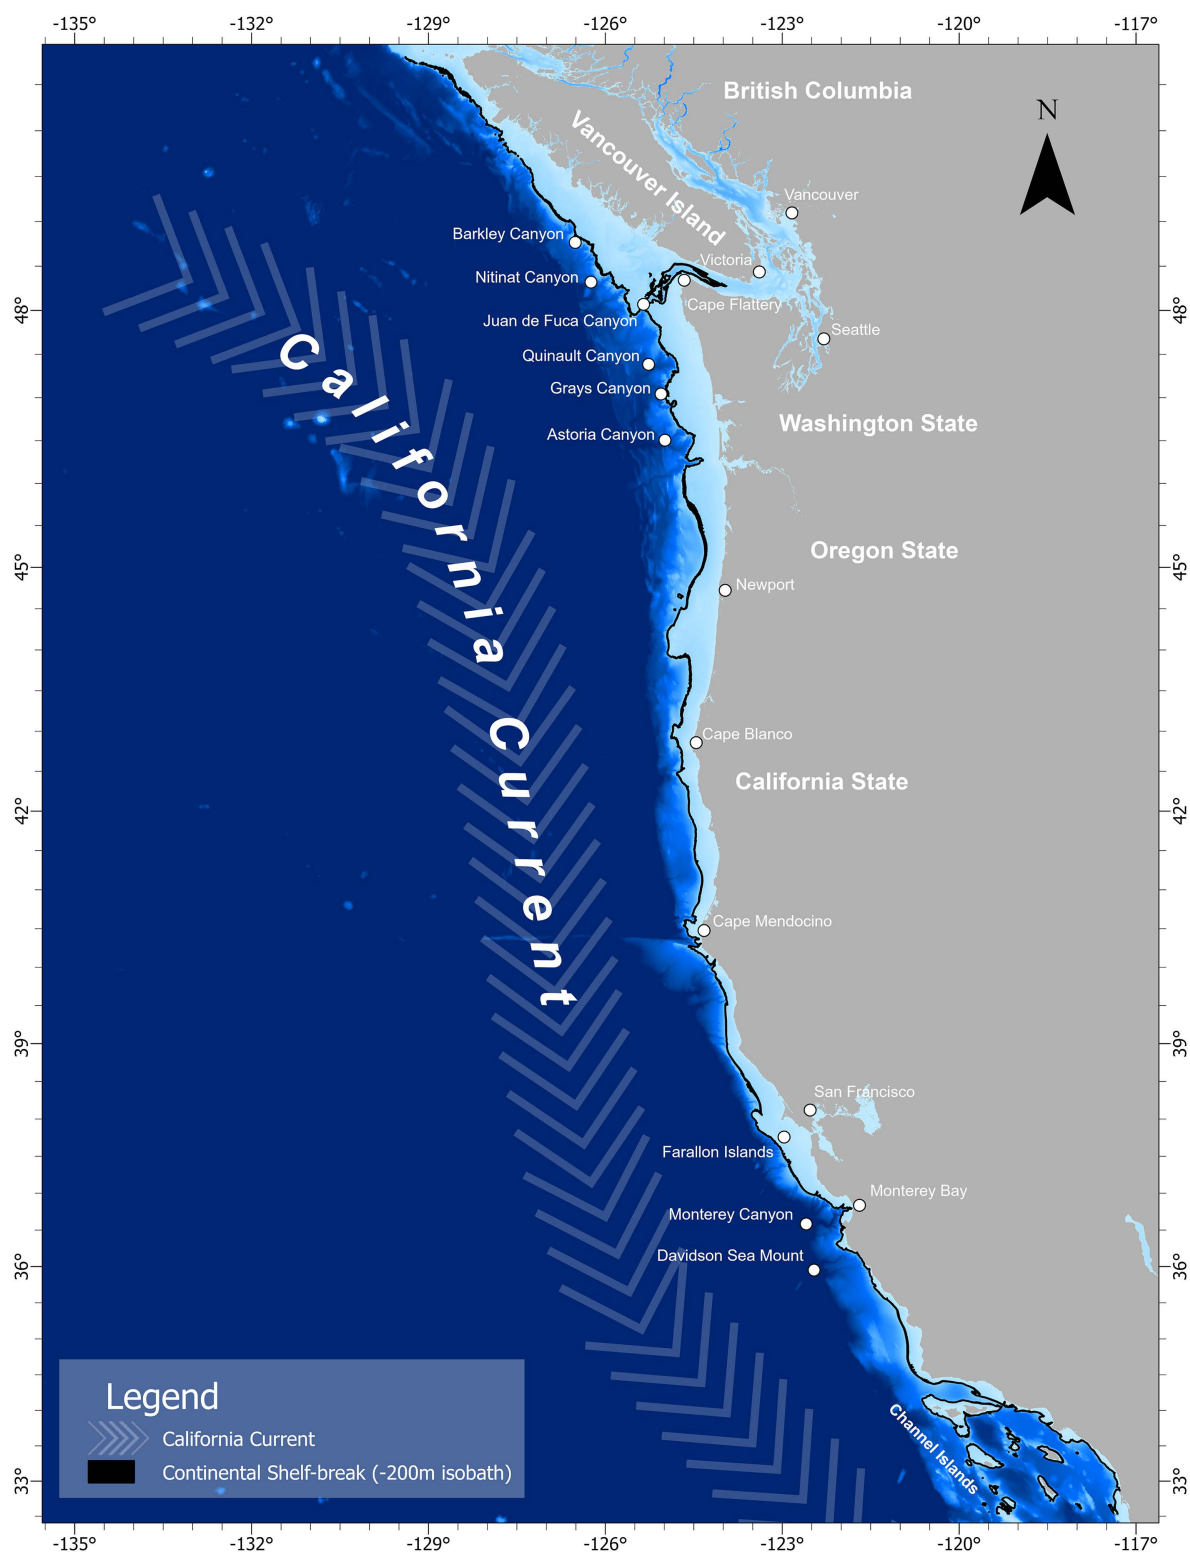 -135° -132° -129° -126° -123° -120° -117°
British Columbia
N
Vancouver Island
Vancouver
Barkley Canyon
Victoria
Nitinat Canyon
Cape Flattery
48° 48°
Juan de Fuca Canyon
Seattle
Quinault Canyon
Grays Canyon
Washington State
Astoria Canyon
California Current
Oregon State
45° 45°
Newport
Cape Blanco
California State
42° 42°
Cape Mendocino
39° 39°
San Francisco
Farallon Islands
Monterey Bay
Monterey Canyon
Davidson Sea Mount
36° 36°
Channel Islands
Legend
California Current
Continental Shelf-break (-200m isobath)
33° 33°
-135° -132° -129° -126° -123° -120° -117°